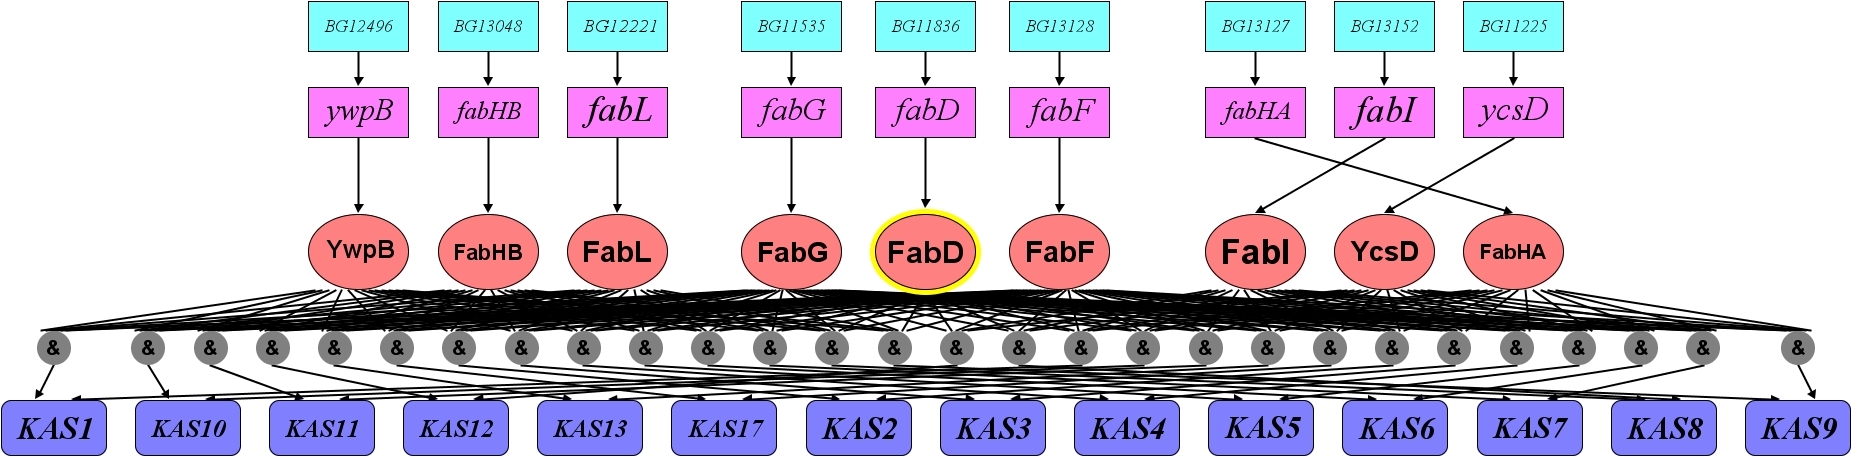 BG12496 BG13048 BG12221 BG11535 BG11836 BG13128 BG13127 BG13152 BG11225
ywpB fabHB fabL fabG fabD fabF fabHA fabI ycsD
YwpB FabHB FabL FabG FabD FabF FabI YcsD FabHA
& & & & & & & & & & & & & & & & & & & & & & & & & & & &
KAS1 KAS10 KAS11 KAS12 KAS13 KAS17 KAS2 KAS3 KAS4 KAS5 KAS6 KAS7 KAS8 KAS9